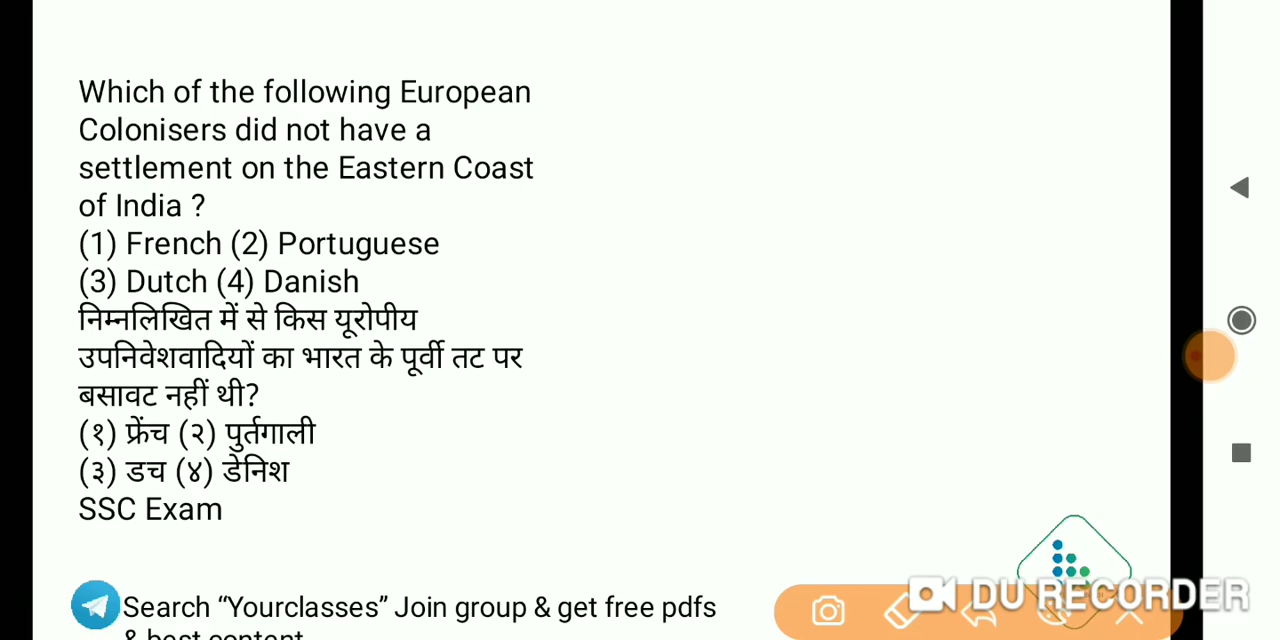 Which of the following European
Colonisers did not have a
settlement on the Eastern Coast
of India ?
(1) French (2) Portuguese
(3) Dutch (4) Danish
निम्नलिखित में से किस यूरोपीय
उपनिवेशवादियों का भारत के पूर्वी तट पर
बसावट नहीं थी?
(१) फ्रेंच (२) पुर्तगाली
(३) डच (४) डेनिश
SSC Exam
Search “Yourclasses” Join group & get free pdfs
& best content
DU RECORDER